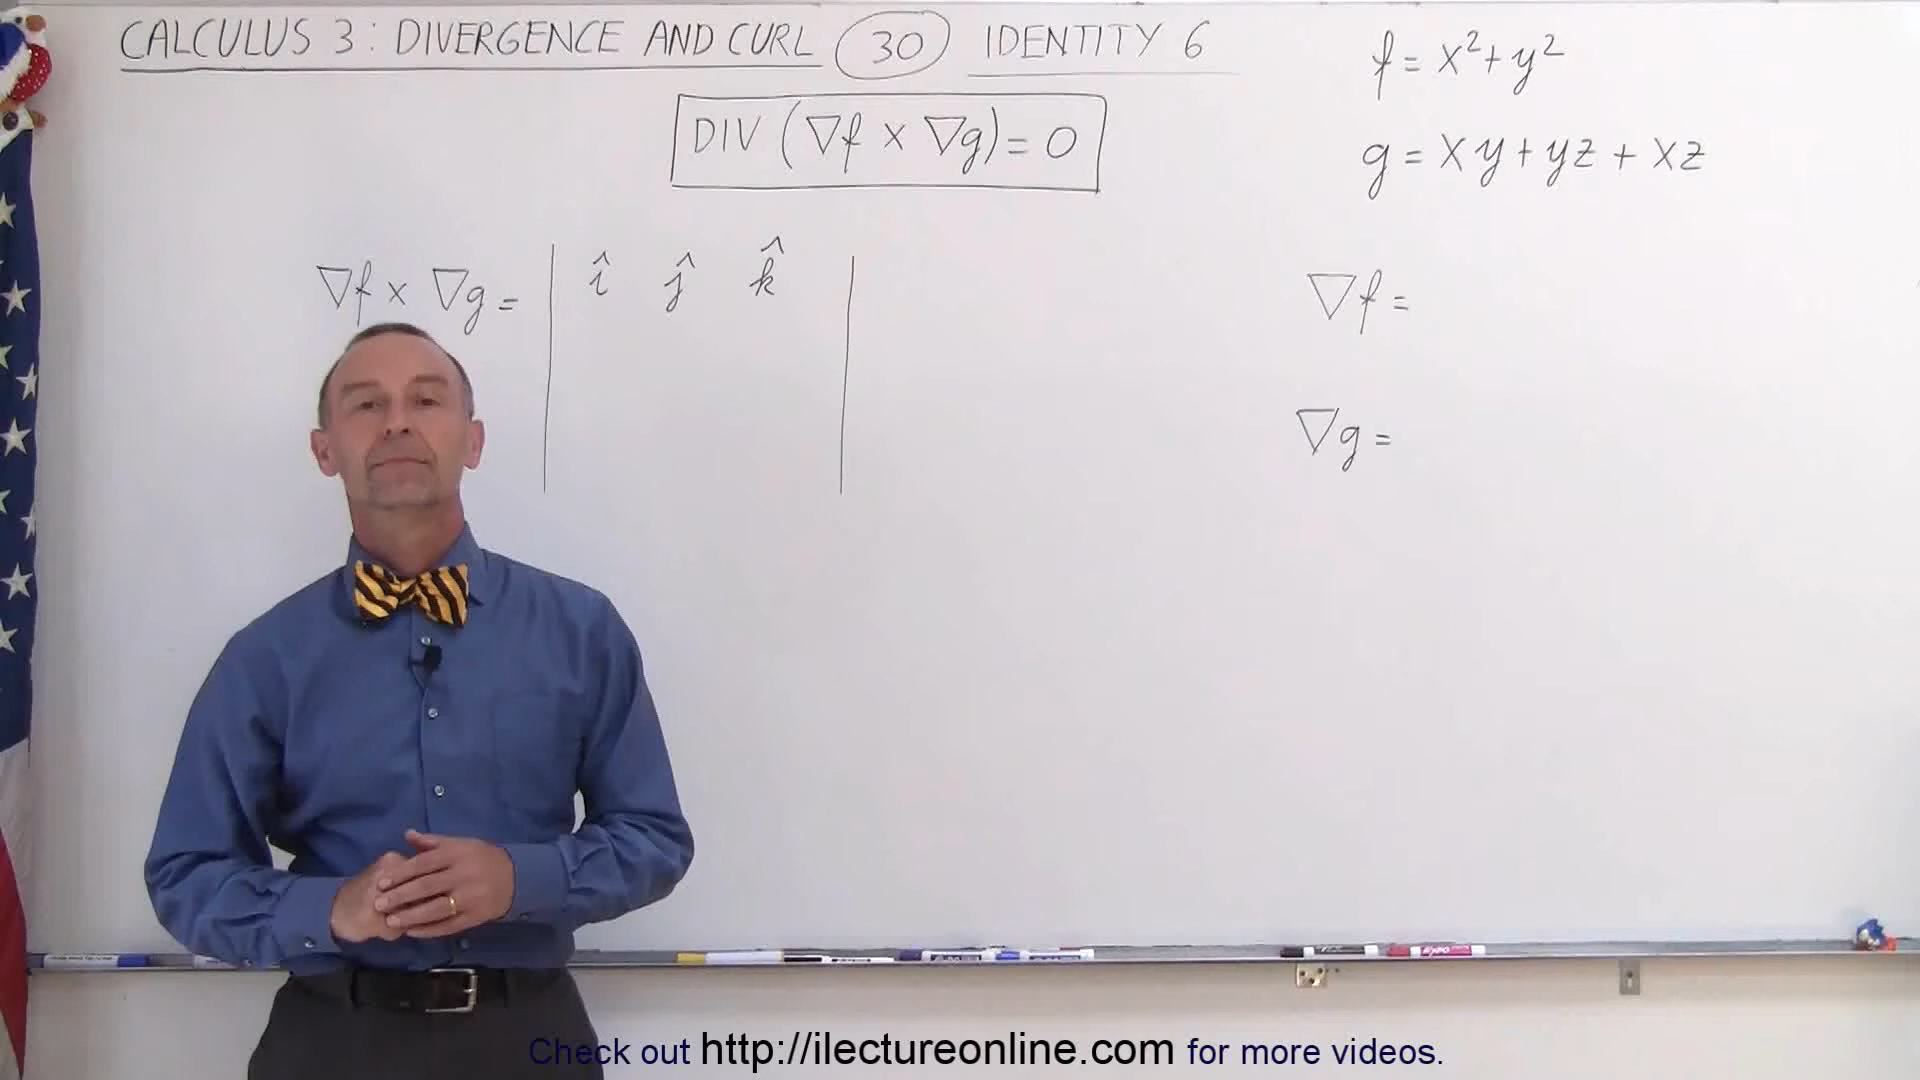 CALCULUS 3: DIVERGENCE AND CURL 30 IDENTITY 6
f = x² + y²
DIV (∇f × ∇g) = 0
g = xy + yz + xz
∇f × ∇g = | î ĵ k̂ |
∇f =
∇g =
EXPO
Check out http://ilectureonline.com for more videos.